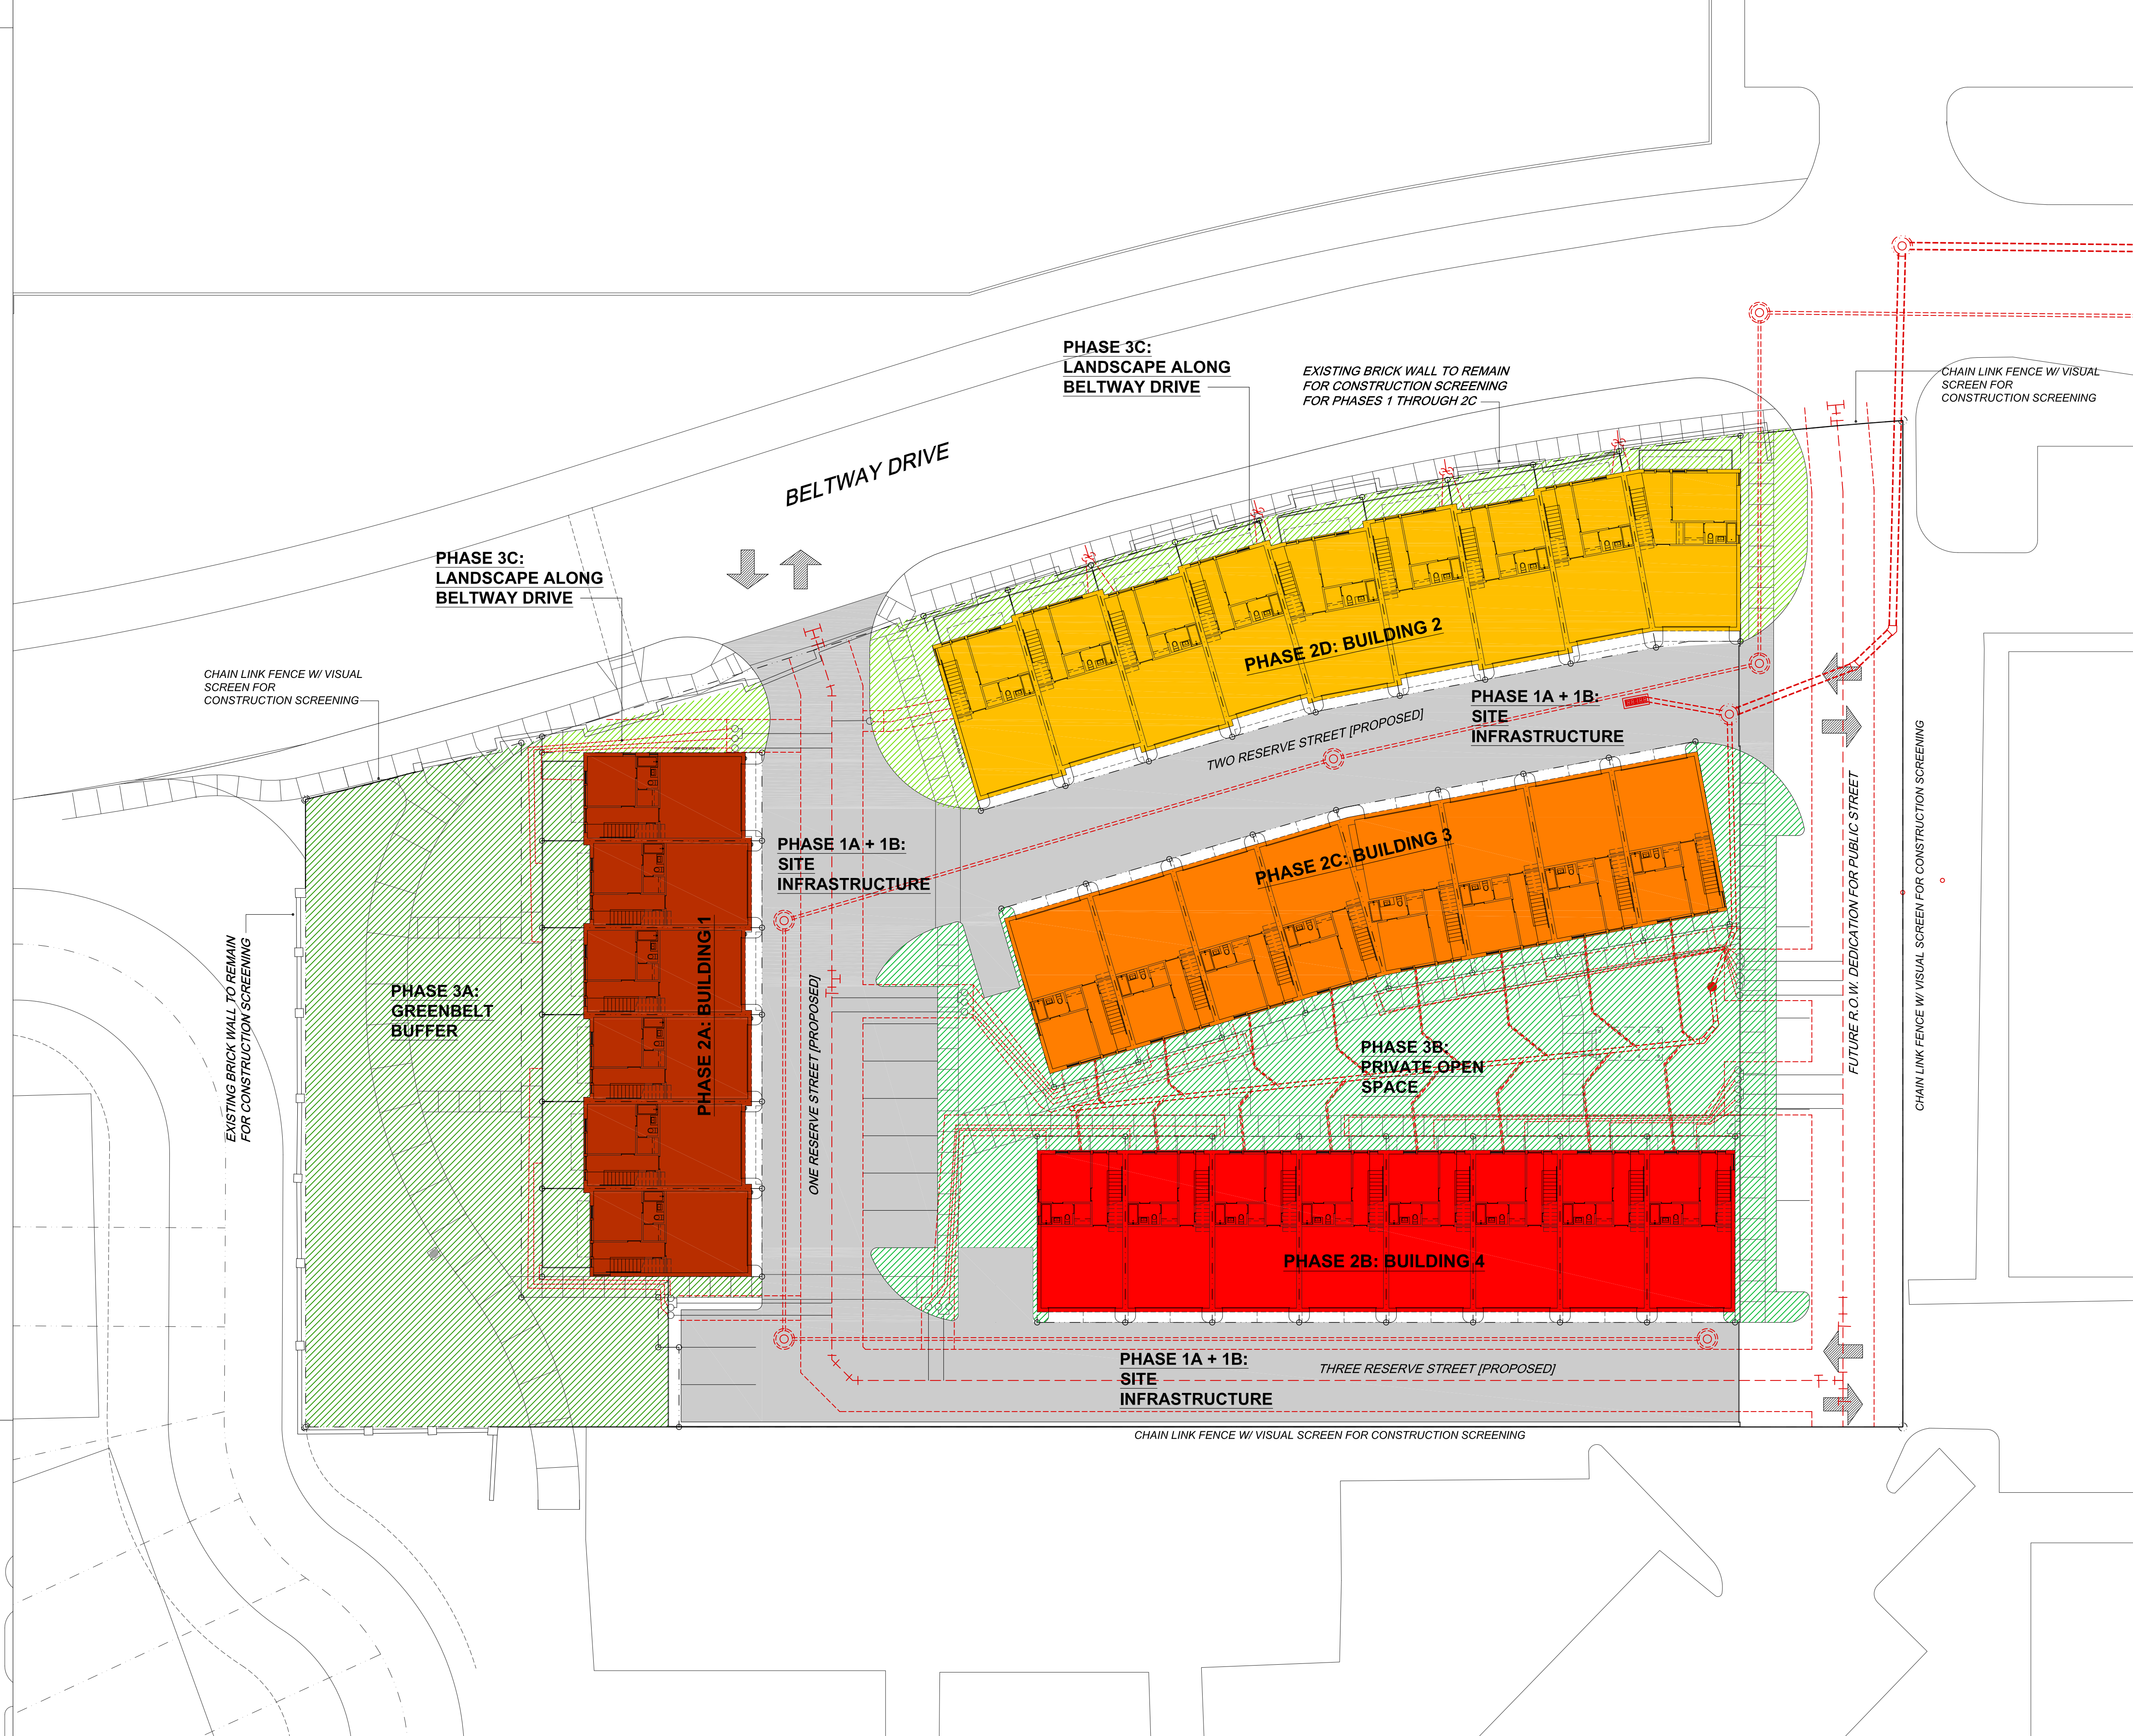 PHASE 3C:
LANDSCAPE ALONG
BELTWAY DRIVE
EXISTING BRICK WALL TO REMAIN
FOR CONSTRUCTION SCREENING
FOR PHASES 1 THROUGH 2C
CHAIN LINK FENCE W/ VISUAL
SCREEN FOR
CONSTRUCTION SCREENING
BELTWAY DRIVE
PHASE 3C:
LANDSCAPE ALONG
BELTWAY DRIVE
CHAIN LINK FENCE W/ VISUAL
SCREEN FOR
CONSTRUCTION SCREENING
PHASE 2D: BUILDING 2
PHASE 1A + 1B:
SITE
INFRASTRUCTURE
TWO RESERVE STREET [PROPOSED]
PHASE 1A + 1B:
SITE
INFRASTRUCTURE
PHASE 2C: BUILDING 3
FUTURE R.O.W. DEDICATION FOR PUBLIC STREET
CHAIN LINK FENCE W/ VISUAL SCREEN FOR CONSTRUCTION SCREENING
EXISTING BRICK WALL TO REMAIN
FOR CONSTRUCTION SCREENING
PHASE 3A:
GREENBELT
BUFFER
PHASE 2A: BUILDING 1
ONE RESERVE STREET [PROPOSED]
PHASE 3B:
PRIVATE OPEN
SPACE
PHASE 2B: BUILDING 4
PHASE 1A + 1B:
SITE
INFRASTRUCTURE
THREE RESERVE STREET [PROPOSED]
CHAIN LINK FENCE W/ VISUAL SCREEN FOR CONSTRUCTION SCREENING